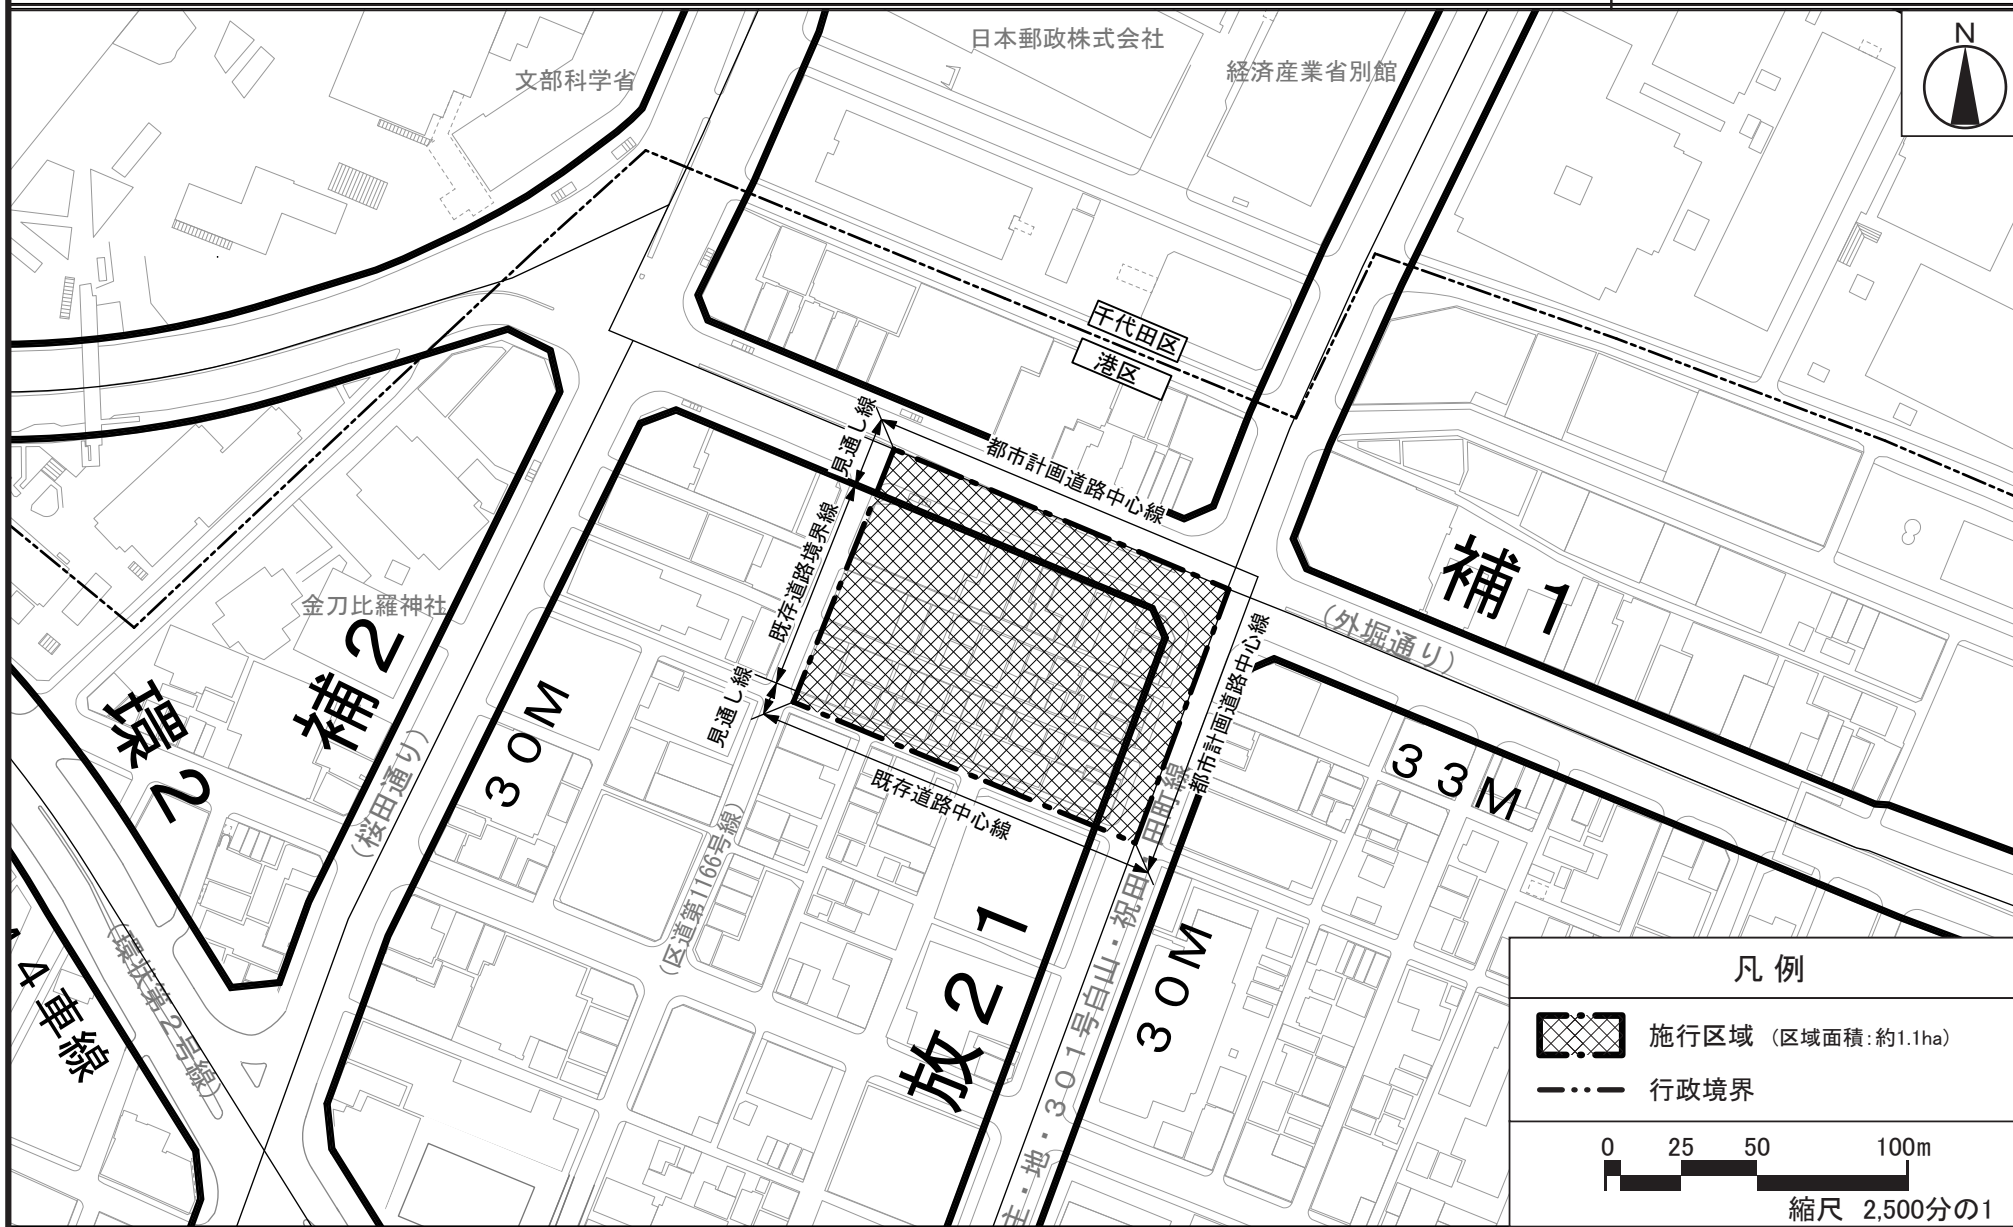 日本郵政株式会社
文部科学省
経済産業省別館
N
千代田区
港区
見通し線
都市計画道路中心線
既存道路境界線
補1
(外堀通り)
金刀比羅神社
補2
環2
(桜田通り)
30M
見通し線
都市計画道路中心線
既存道路中心線
33M
(区道第1166号線)
放21
30M
主・地・301号白山・祝田・田町線
4車線
(環状第2号線)
凡例
施行区域 (区域面積:約1.1ha)
行政境界
0 25 50 100m
縮尺 2,500分の1